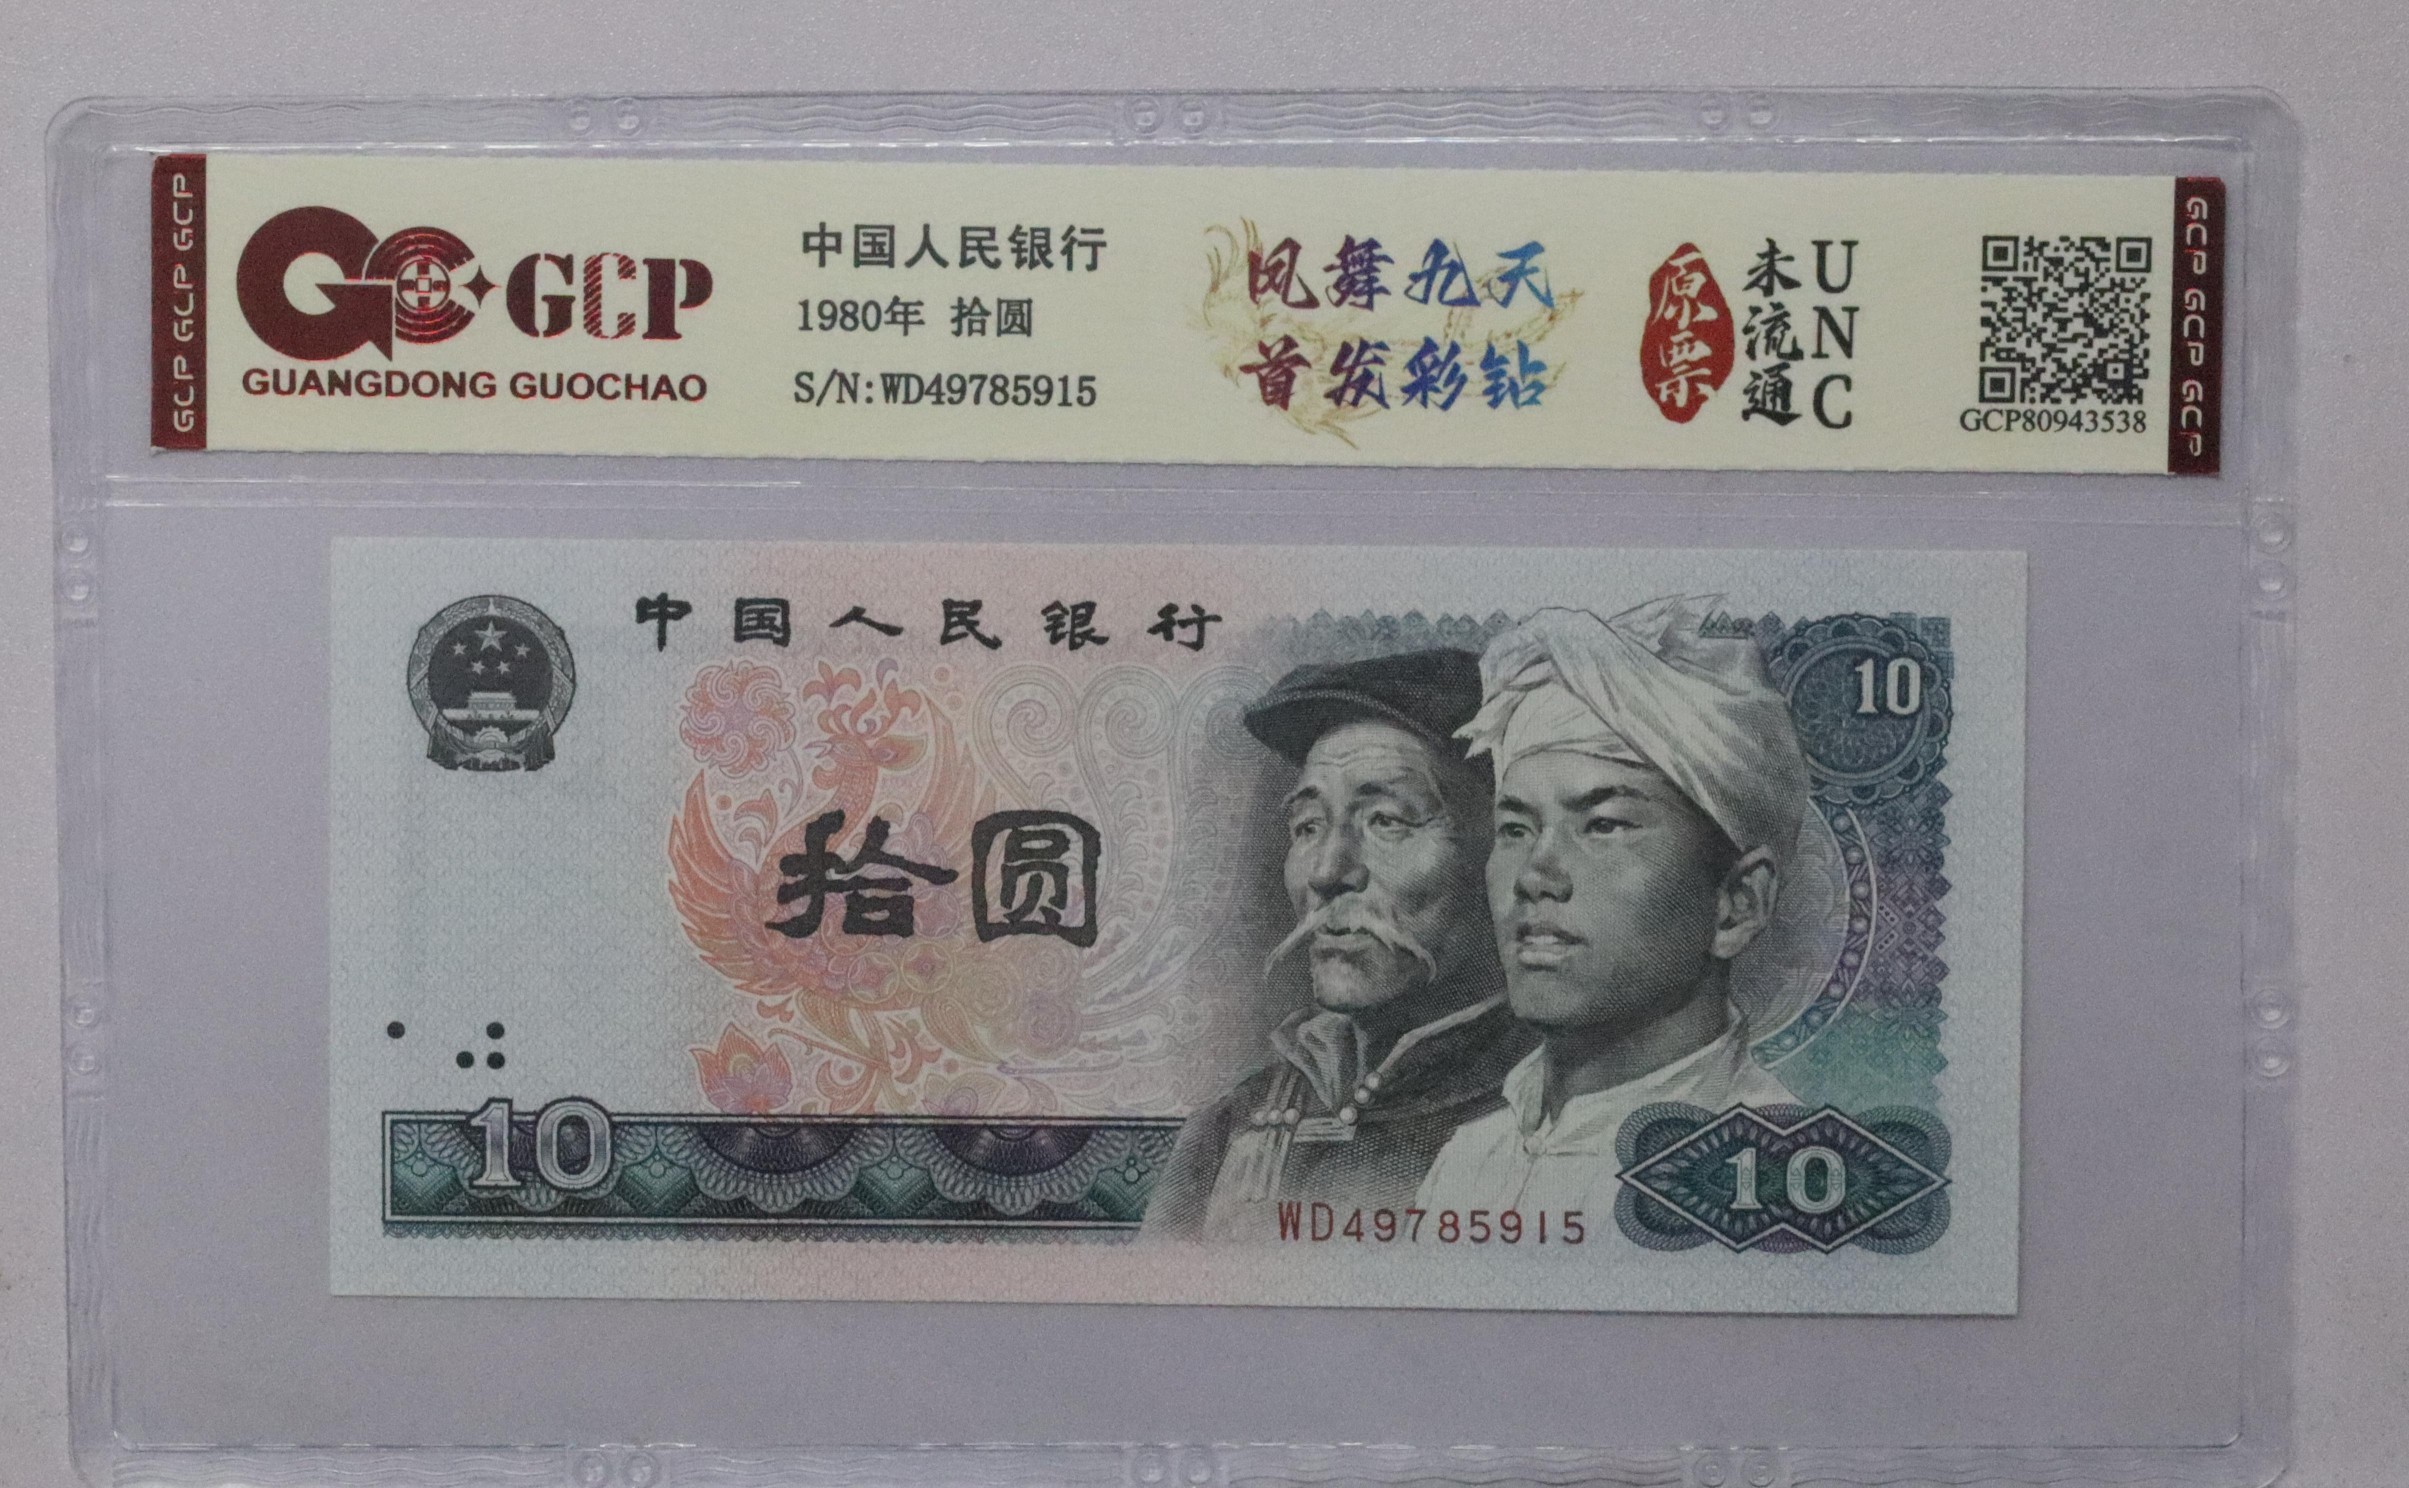 GCP GCP GCP
GCP
GUANGDONG GUOCHAO
中国人民银行
1980年 拾圆
S/N:WD49785915
凤舞九天
首发彩钻
原票
未流通
UNC
GCP80943538
GCP GCP GCP
中国人民银行
10
拾圆
10
WD49785915
10